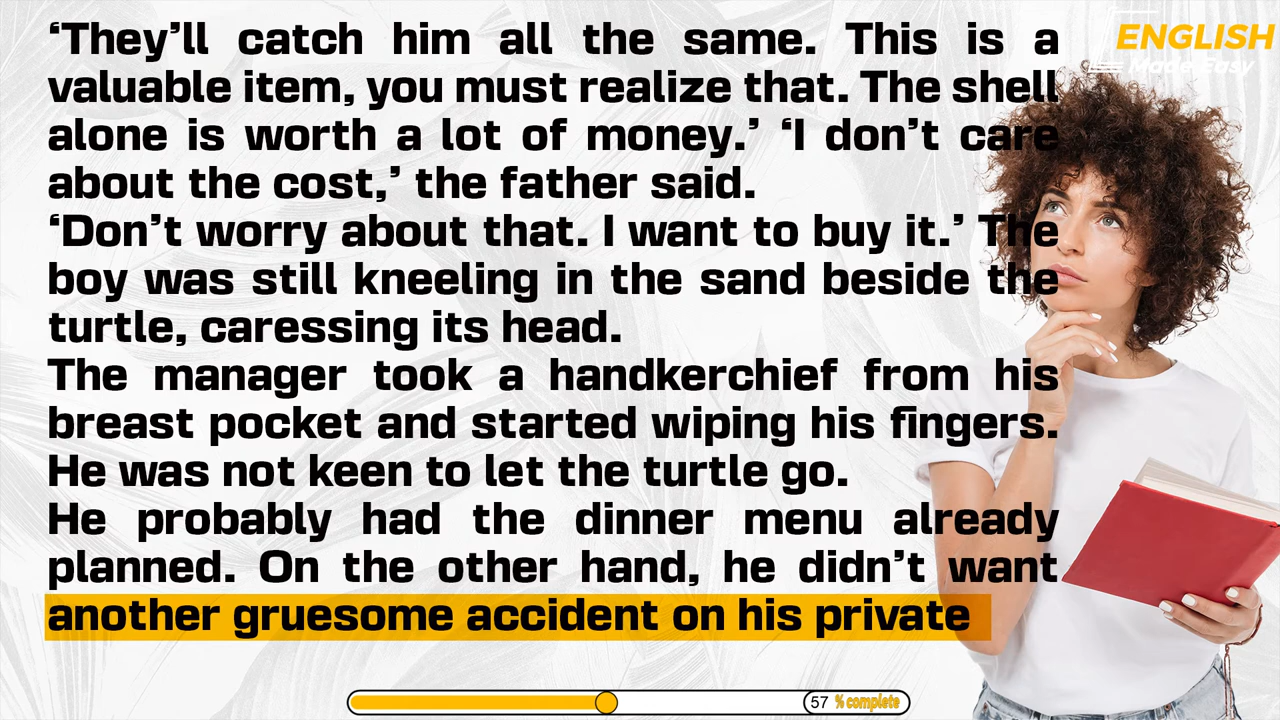 ‘They’ll catch him all the same. This is a
valuable item, you must realize that. The shell
alone is worth a lot of money.’ ‘I don’t care
about the cost,’ the father said.
‘Don’t worry about that. I want to buy it.’ The
boy was still kneeling in the sand beside the
turtle, caressing its head.
The manager took a handkerchief from his
breast pocket and started wiping his fingers.
He was not keen to let the turtle go.
He probably had the dinner menu already
planned. On the other hand, he didn’t want
another gruesome accident on his private
ENGLISH
Made Easy
57 % complete